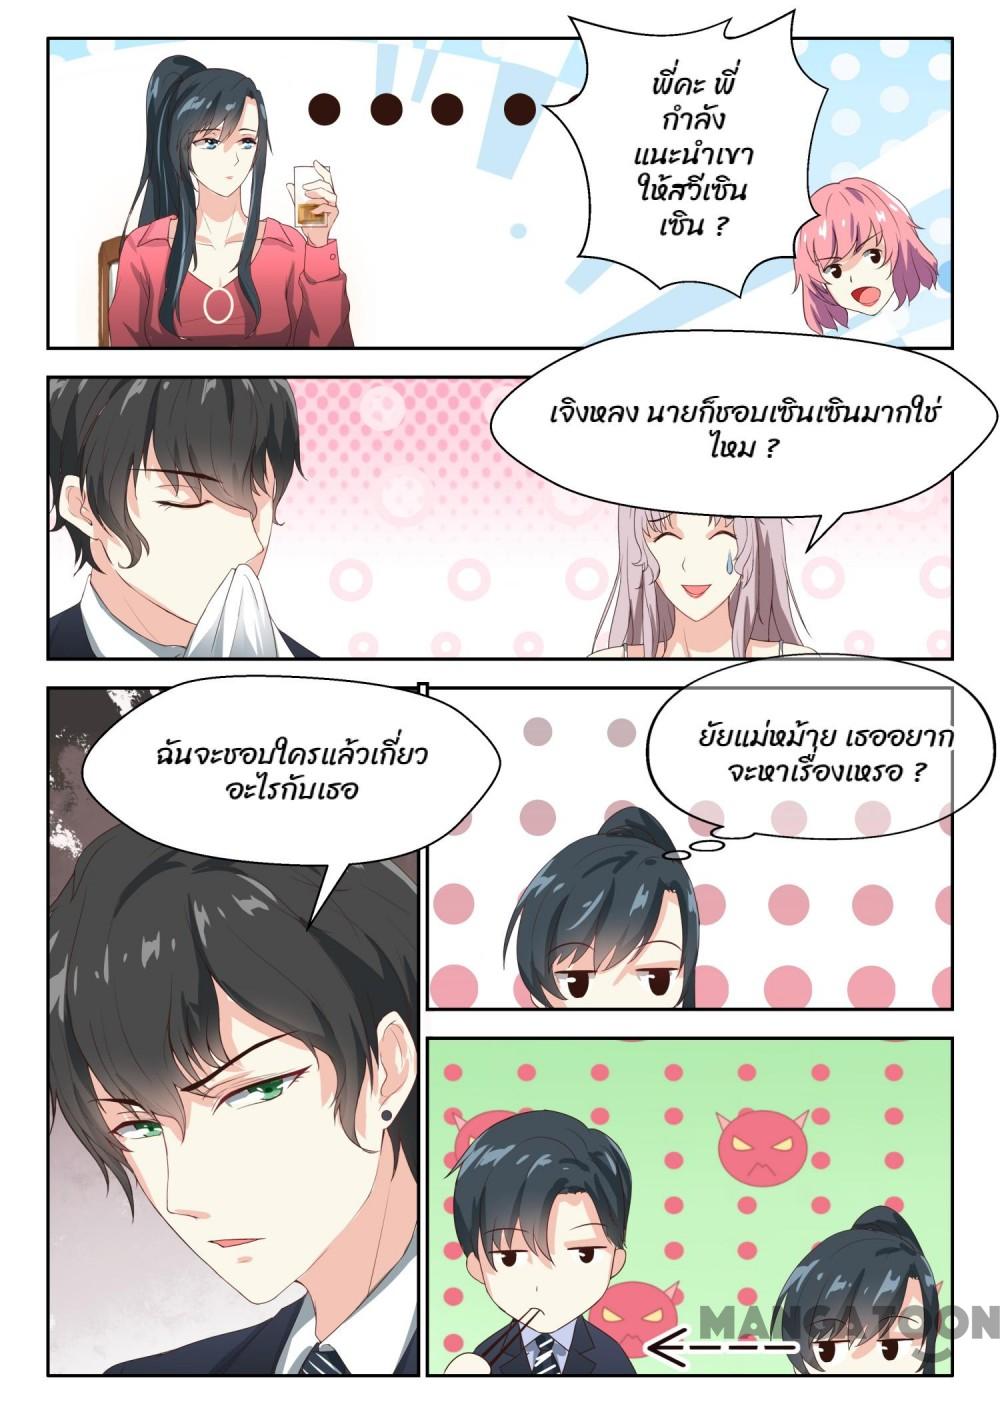 พี่คะ พี่
กำลัง
แนะนำเขา
ให้สวีเซิน
เซิน ?
เจิงหลง นายก็ชอบเซินเซินมากใช่
ไหม ?
ฉันจะชอบใครแล้วเกี่ยว
อะไรกับเธอ
ยัยแม่หม้าย เธออยาก
จะหาเรื่องเหรอ ?
MANGATOON